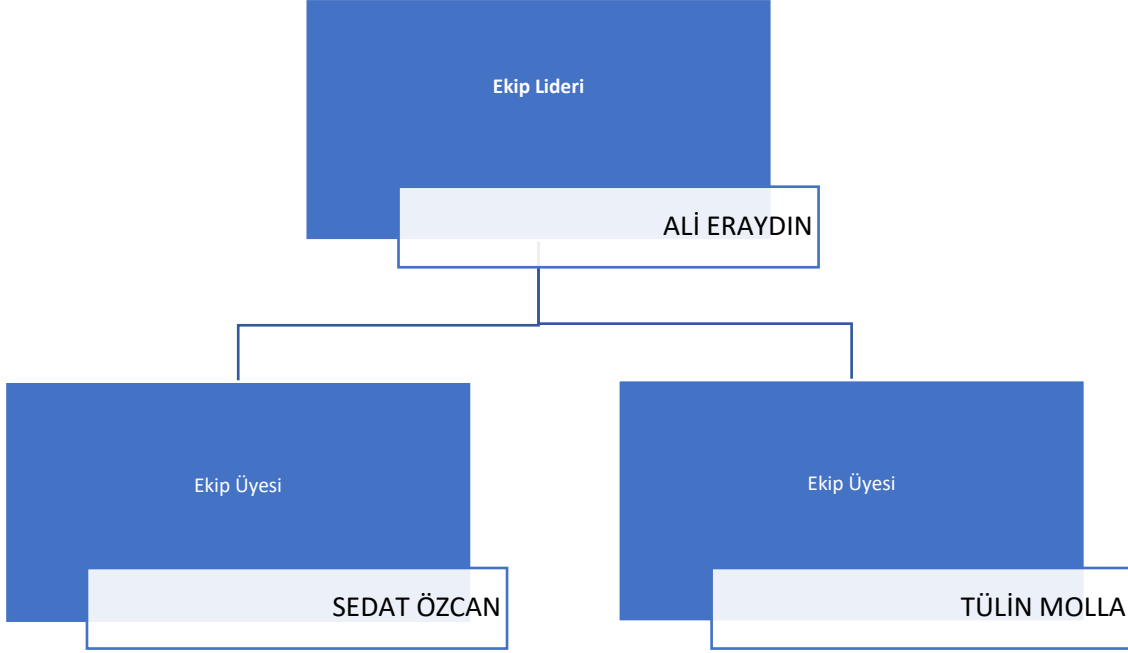 Ekip Lideri
ALİ ERAYDIN
Ekip Üyesi
SEDAT ÖZCAN
Ekip Üyesi
TÜLİN MOLLA